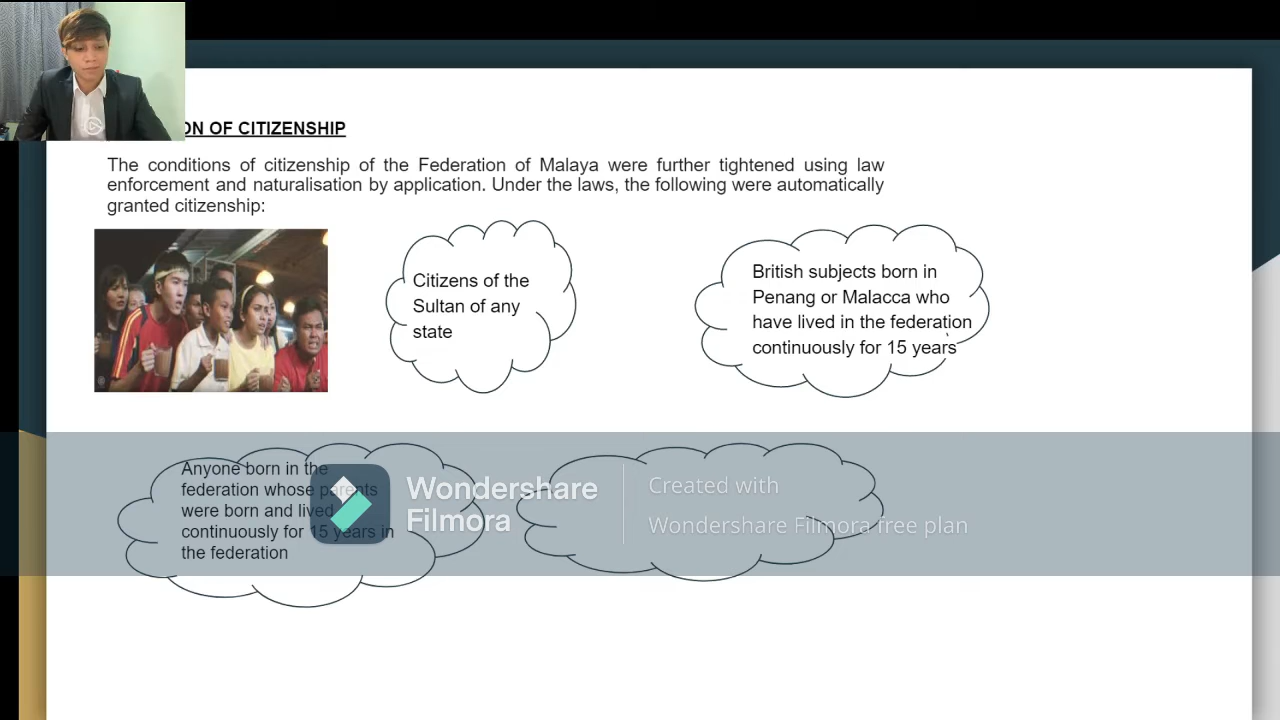 ON OF CITIZENSHIP
The conditions of citizenship of the Federation of Malaya were further tightened using law
enforcement and naturalisation by application. Under the laws, the following were automatically
granted citizenship:
Citizens of the
Sultan of any
state
British subjects born in
Penang or Malacca who
have lived in the federation
continuously for 15 years
Anyone born in the
federation whose parents
were born and lived
continuously for 15 years in
the federation
Wondershare
Filmora
Created with
Wondershare Filmora free plan